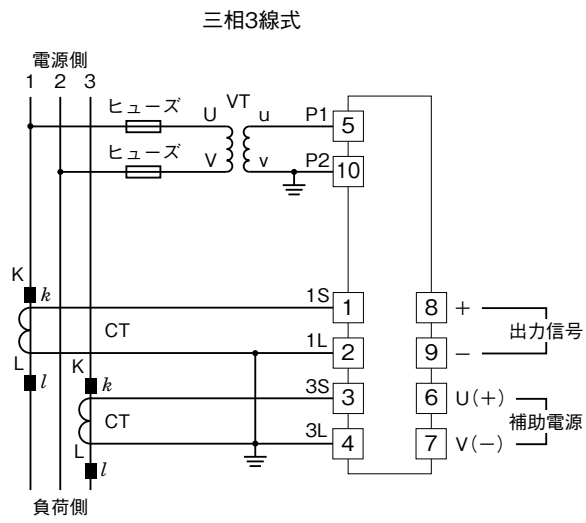 三相3線式
電源側
1 2 3
ヒューズ U VT u P1 5
ヒューズ V v P2 10
K k 1S 1 8 +
CT 出力信号
L l 1L 2 9 −
K k 3S 3 6 U(+)
CT 補助電源
L l 3L 4 7 V(−)
負荷側